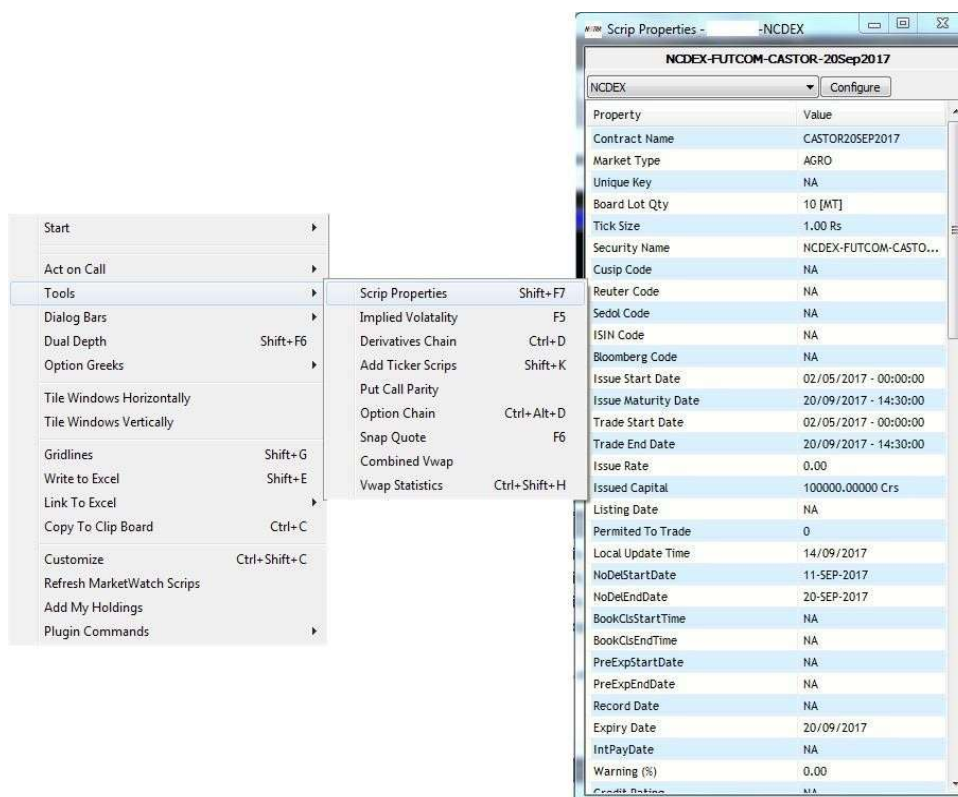 Start
Act on Call
Tools
Dialog Bars
Dual Depth Shift+F6
Option Greeks
Tile Windows Horizontally
Tile Windows Vertically
Gridlines Shift+G
Write to Excel Shift+E
Link To Excel
Copy To Clip Board Ctrl+C
Customize Ctrl+Shift+C
Refresh MarketWatch Scrips
Add My Holdings
Plugin Commands
Scrip Properties Shift+F7
Implied Volatality F5
Derivatives Chain Ctrl+D
Add Ticker Scrips Shift+K
Put Call Parity
Option Chain Ctrl+Alt+D
Snap Quote F6
Combined Vwap
Vwap Statistics Ctrl+Shift+H
Scrip Properties - -NCDEX
NCDEX-FUTCOM-CASTOR-20Sep2017
NCDEX Configure
Property Value
Contract Name CASTOR20SEP2017
Market Type AGRO
Unique Key NA
Board Lot Qty 10 [MT]
Tick Size 1.00 Rs
Security Name NCDEX-FUTCOM-CASTO...
Cusip Code NA
Reuter Code NA
Sedol Code NA
ISIN Code NA
Bloomberg Code NA
Issue Start Date 02/05/2017 - 00:00:00
Issue Maturity Date 20/09/2017 - 14:30:00
Trade Start Date 02/05/2017 - 00:00:00
Trade End Date 20/09/2017 - 14:30:00
Issue Rate 0.00
Issued Capital 100000.00000 Crs
Listing Date NA
Permited To Trade 0
Local Update Time 14/09/2017
NoDelStartDate 11-SEP-2017
NoDelEndDate 20-SEP-2017
BookClsStartTime NA
BookClsEndTime NA
PreExpStartDate NA
PreExpEndDate NA
Record Date NA
Expiry Date 20/09/2017
IntPayDate NA
Warning (%) 0.00
Credit Rating NA